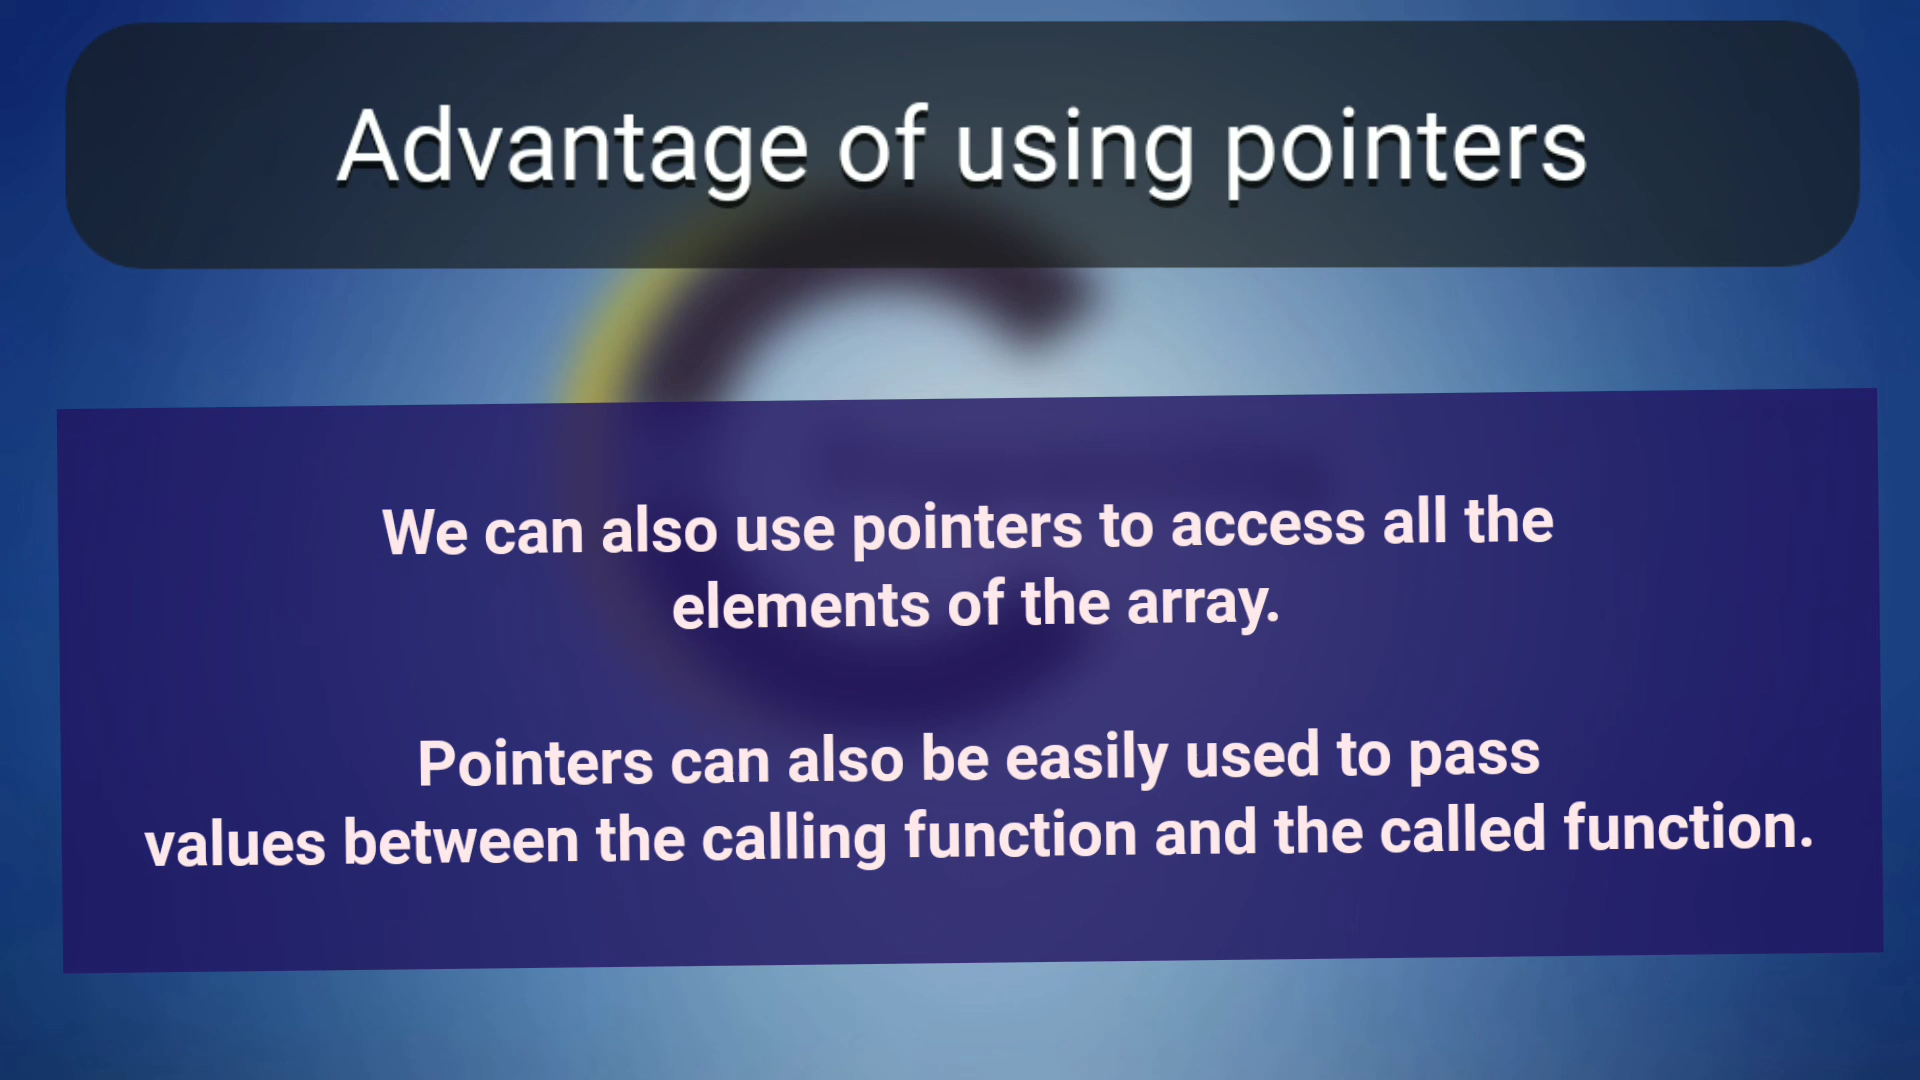 Advantage of using pointers
We can also use pointers to access all the
elements of the array.
Pointers can also be easily used to pass
values between the calling function and the called function.